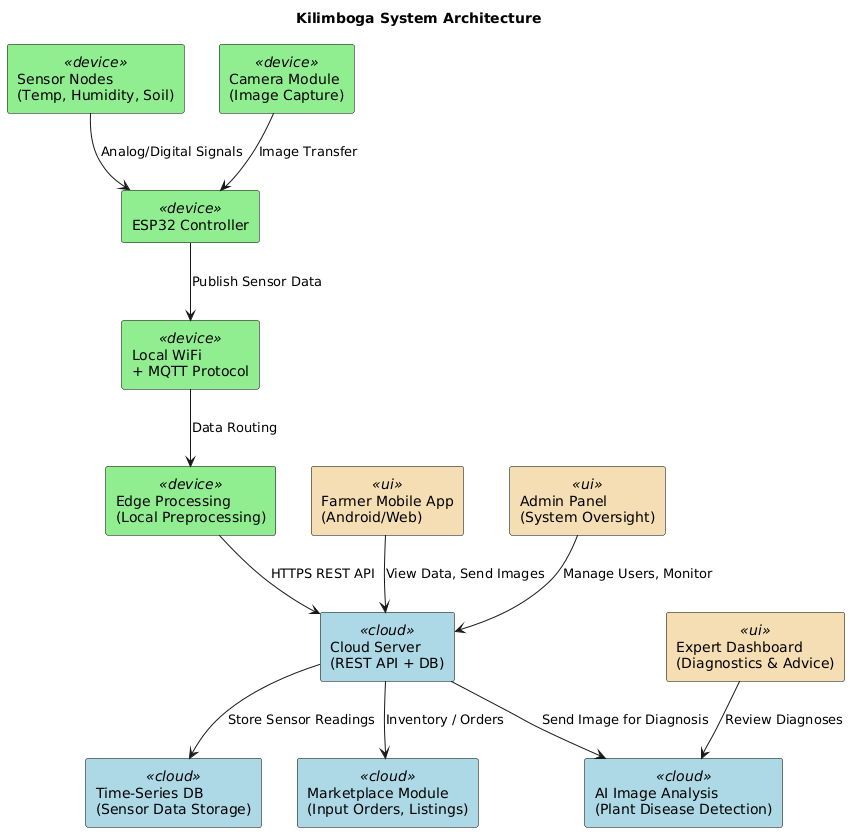 Kilimboga System Architecture
«device»
Sensor Nodes
(Temp, Humidity, Soil)
«device»
Camera Module
(Image Capture)
Analog/Digital Signals
Image Transfer
«device»
ESP32 Controller
Publish Sensor Data
«device»
Local WiFi
+ MQTT Protocol
Data Routing
«device»
Edge Processing
(Local Preprocessing)
«ui»
Farmer Mobile App
(Android/Web)
«ui»
Admin Panel
(System Oversight)
HTTPS REST API
View Data, Send Images
Manage Users, Monitor
«cloud»
Cloud Server
(REST API + DB)
«ui»
Expert Dashboard
(Diagnostics & Advice)
Store Sensor Readings
Inventory / Orders
Send Image for Diagnosis
Review Diagnoses
«cloud»
Time-Series DB
(Sensor Data Storage)
«cloud»
Marketplace Module
(Input Orders, Listings)
«cloud»
AI Image Analysis
(Plant Disease Detection)